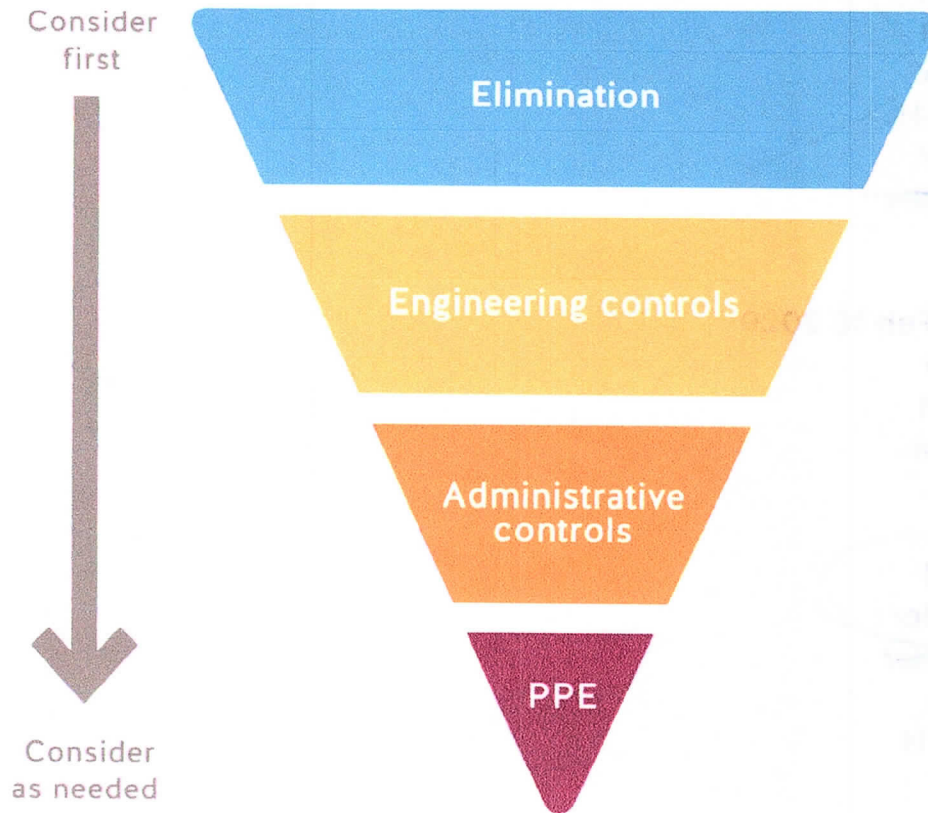 Consider
first
Elimination
Engineering controls
Administrative
controls
PPE
Consider
as needed